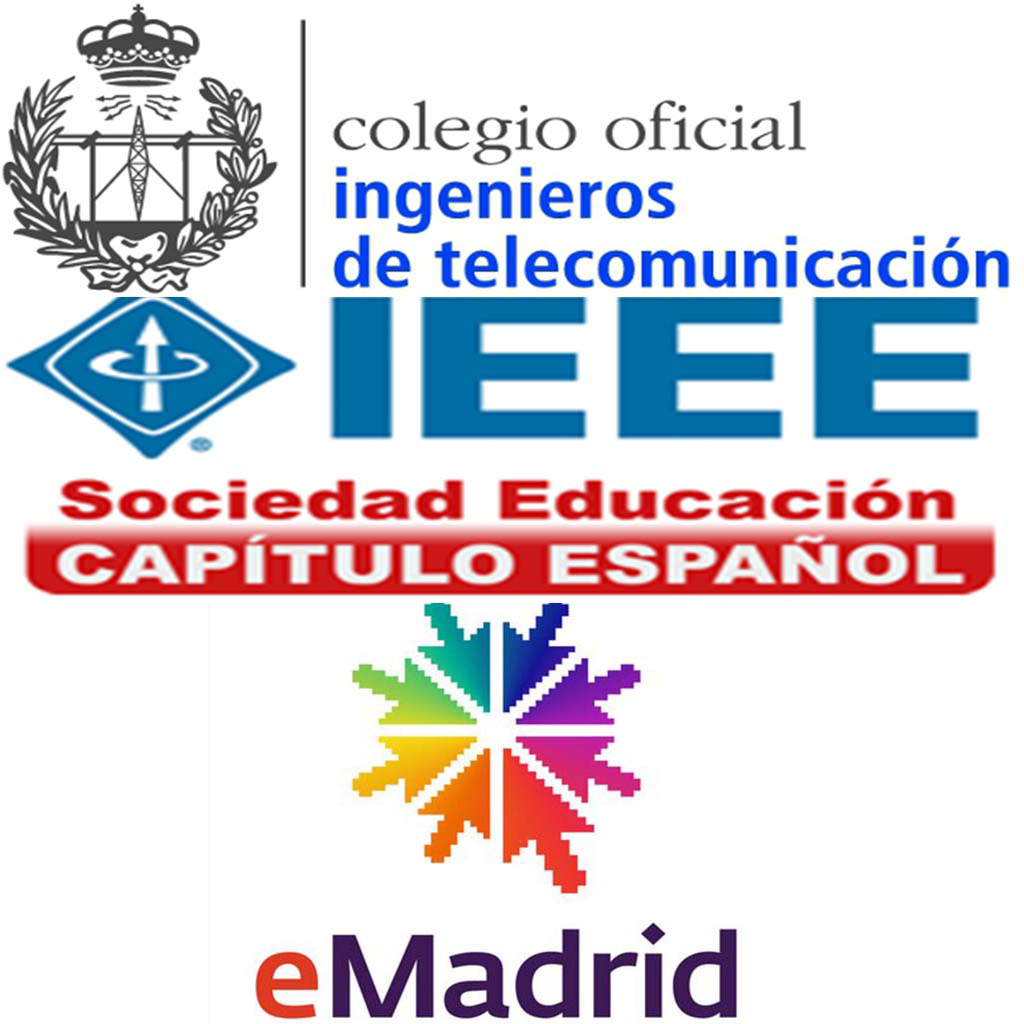 colegio oficial
ingenieros
de telecomunicación
IEEE
Sociedad Educación
CAPÍTULO ESPAÑOL
eMadrid